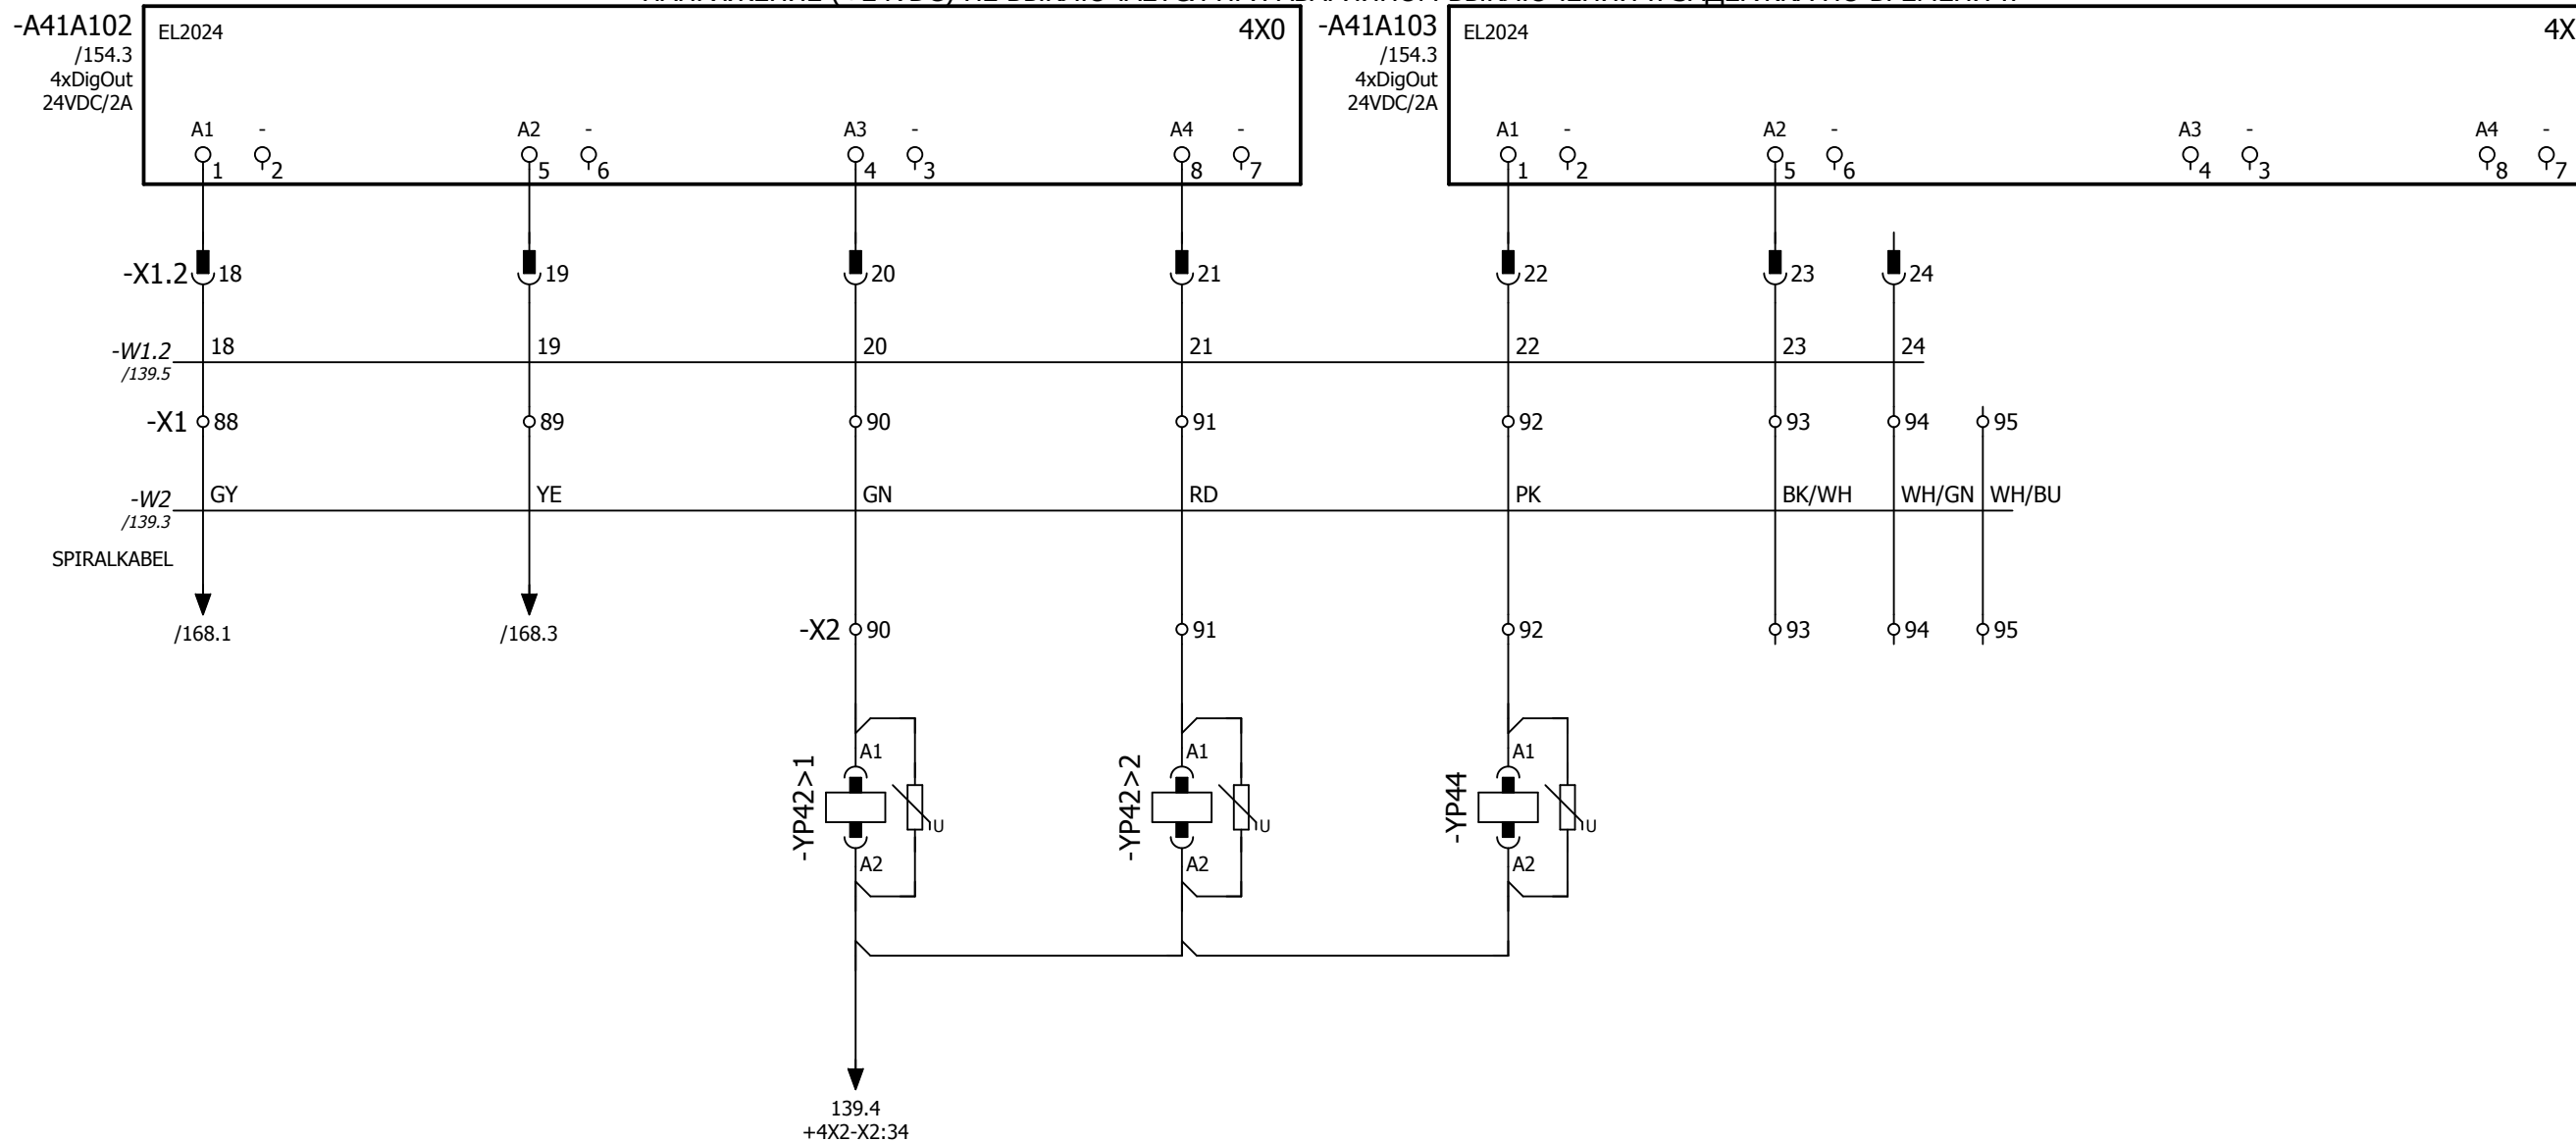 -A41A102
/154.3
4xDigOut
24VDC/2A
EL2024
4X0
A1 -
1 2
A2 -
5 6
A3 -
4 3
A4 -
8 7
-A41A103
/154.3
4xDigOut
24VDC/2A
EL2024
4X
A1 -
1 2
A2 -
5 6
A3 -
4 3
A4 -
8 7
-X1.2 18 19 20 21 22 23 24
-W1.2 18 19 20 21 22 23 24
/139.5
-X1 88 89 90 91 92 93 94 95
-W2 GY YE GN RD PK BK/WH WH/GN WH/BU
/139.3
SPIRALKABEL
/168.1 /168.3
-X2 90 91 92 93 94 95
-YP42>1
A1
U
A2
-YP42>2
A1
U
A2
-YP44
A1
U
A2
139.4
+4X2-X2:34